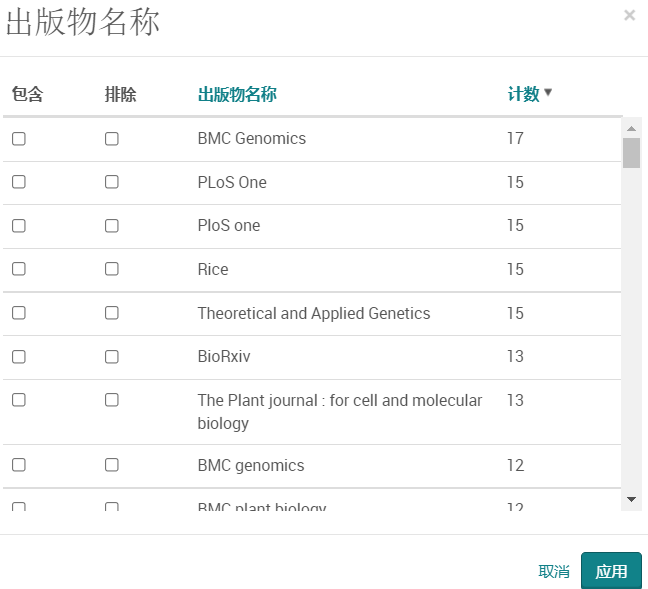 出版物名称
×
包含 排除 出版物名称 计数 ▼
BMC Genomics 17
PLoS One 15
PloS one 15
Rice 15
Theoretical and Applied Genetics 15
BioRxiv 13
The Plant journal : for cell and molecular 13
biology
BMC genomics 12
BMC plant biology 12
取消 应用